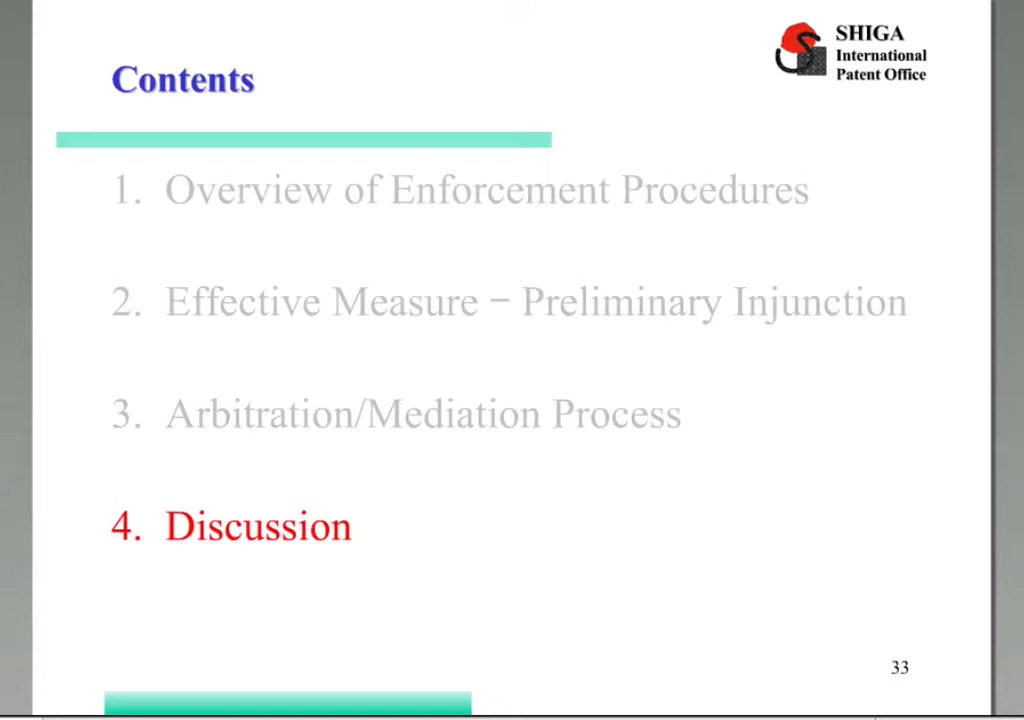 SHIGA
International
Patent Office
Contents
1. Overview of Enforcement Procedures
2. Effective Measure − Preliminary Injunction
3. Arbitration/Mediation Process
4. Discussion
33